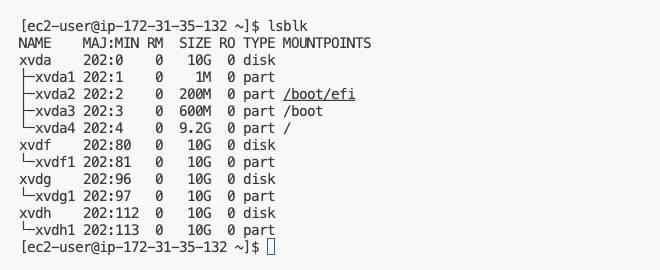 [ec2-user@ip-172-31-35-132 ~]$ lsblk
NAME    MAJ:MIN RM  SIZE RO TYPE MOUNTPOINTS
xvda    202:0    0   10G  0 disk
├─xvda1 202:1    0    1M  0 part
├─xvda2 202:2    0  200M  0 part /boot/efi
├─xvda3 202:3    0  600M  0 part /boot
└─xvda4 202:4    0  9.2G  0 part /
xvdf    202:80   0   10G  0 disk
└─xvdf1 202:81   0   10G  0 part
xvdg    202:96   0   10G  0 disk
└─xvdg1 202:97   0   10G  0 part
xvdh    202:112  0   10G  0 disk
└─xvdh1 202:113  0   10G  0 part
[ec2-user@ip-172-31-35-132 ~]$